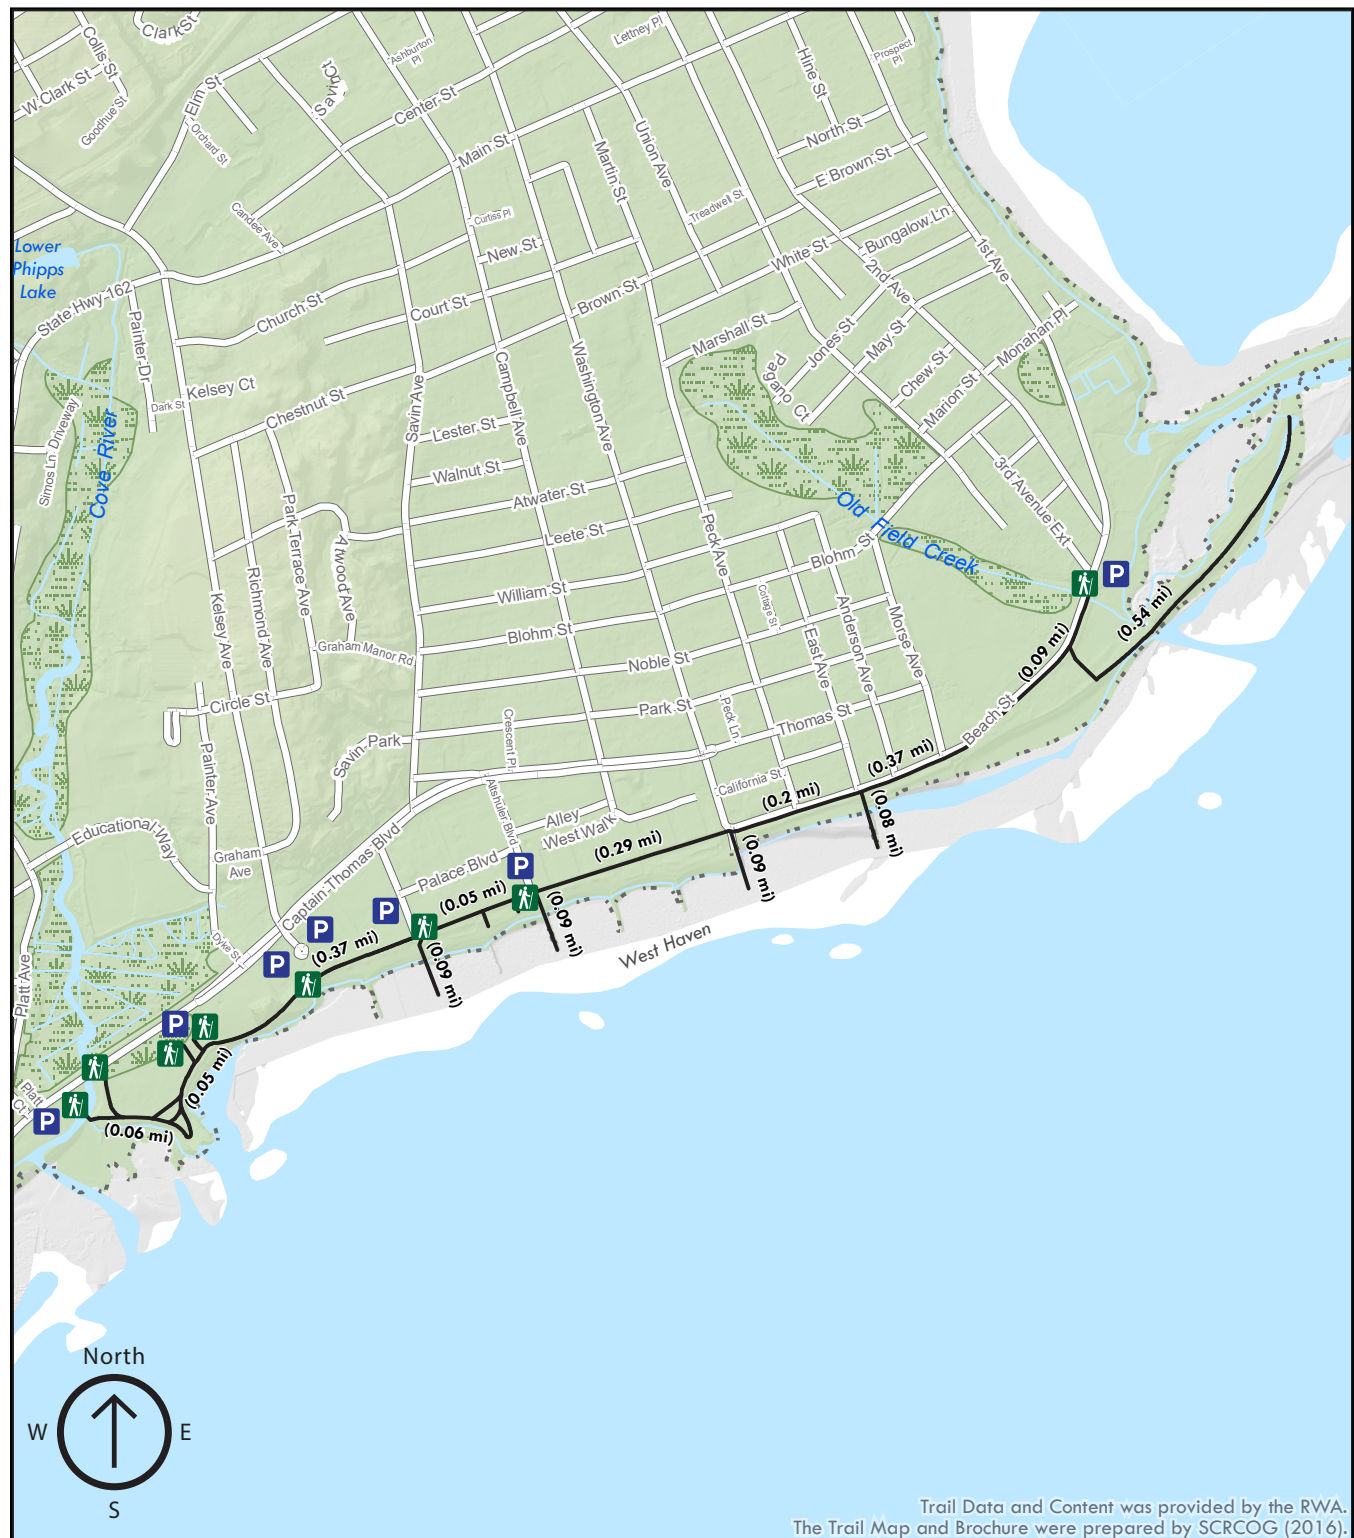 Clark St
Collis St
W Clark St
Goodhue St
Elm St
Orchard St
Savin Ct
Ashburton
Pl
Center St
Lettney Pl
Hine St
Prospect
Pl
Main St
Martin St
Union Ave
North St
E Brown St
Treadwell St
Candee Ave
Curtiss Pl
New St
White St
Bungalow Ln
1st Ave
2nd Ave
Lower
Phipps
Lake
State Hwy 162
Painter Dr
Church St
Court St
Brown St
Marshall St
Jones St
May St
Monahan Pl
Chew St
Marion St
Pagano Ct
Kelsey Ct
Dark St
Simos Ln
Driveway
Cove River
Chestnut St
Savin Ave
Campbell Ave
Washington Ave
Lester St
Walnut St
Atwater St
Leete St
Peck Ave
Old Field Creek
3rd Avenue Ext
Blohm St
Park Terrace Ave
Atwood Ave
Richmond Ave
Kelsey Ave
William St
Blohm St
Graham Manor Rd
Noble St
Cottage St
East Ave
Anderson Ave
Morse Ave
Circle St
Park St
Peck Ln
Thomas St
Crescent Pl
Savin Park
Painter Ave
California St
Beach St
Altshuler Blvd
Alley
West Walk
Educational Way
Graham
Ave
Captain Thomas Blvd
Palace Blvd
Dyke St
Platt Ave
Platt
Ct
P
(0.54 mi)
(0.09 mi)
(0.37 mi)
(0.2 mi)
(0.08 mi)
(0.29 mi)
(0.09 mi)
P
(0.05 mi)
(0.09 mi)
P
P
(0.37 mi)
(0.09 mi)
P
P
(0.05 mi)
P
(0.06 mi)
West Haven
North
W
E
S
Trail Data and Content was provided by the RWA.
The Trail Map and Brochure were prepared by SCRCOG (2016).